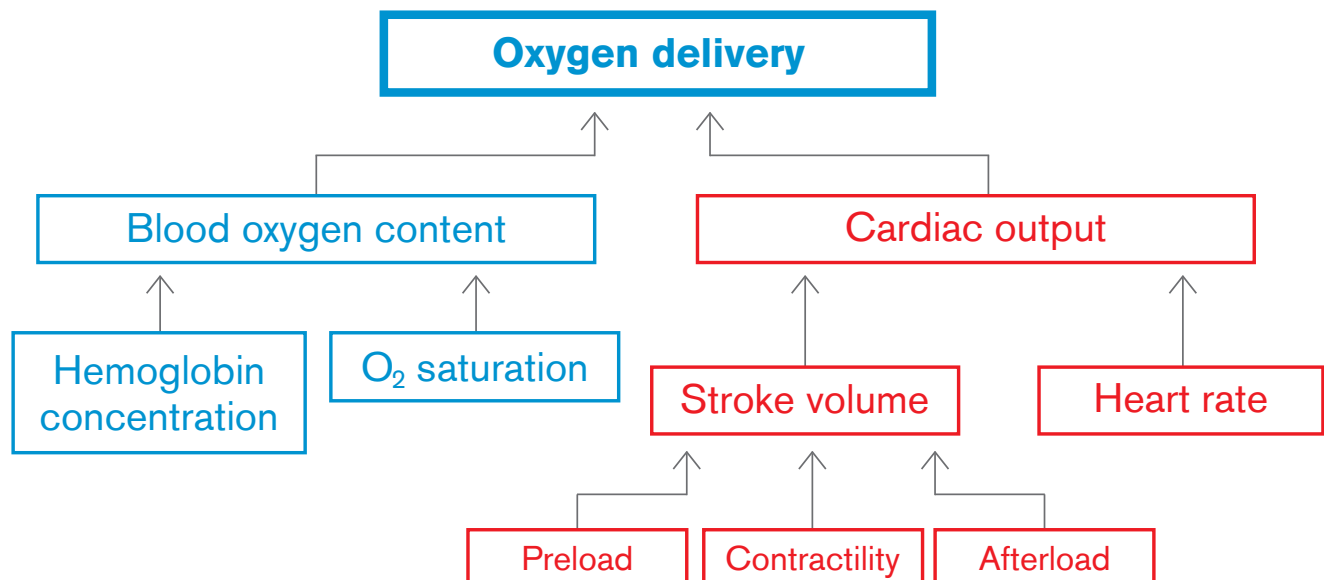 Oxygen delivery
Blood oxygen content
Cardiac output
Hemoglobin
concentration
O₂ saturation
Stroke volume
Heart rate
Preload
Contractility
Afterload